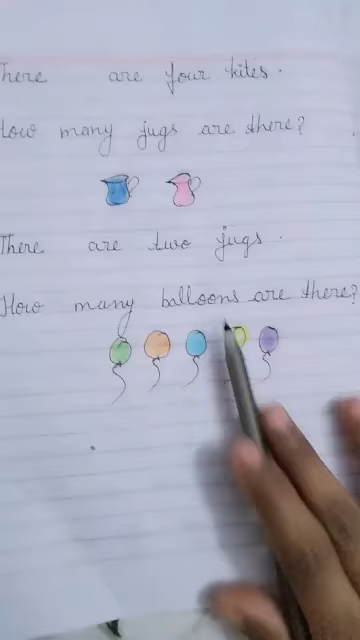 There are four kites.
How many jugs are there?
There are two jugs.
How many balloons are there?